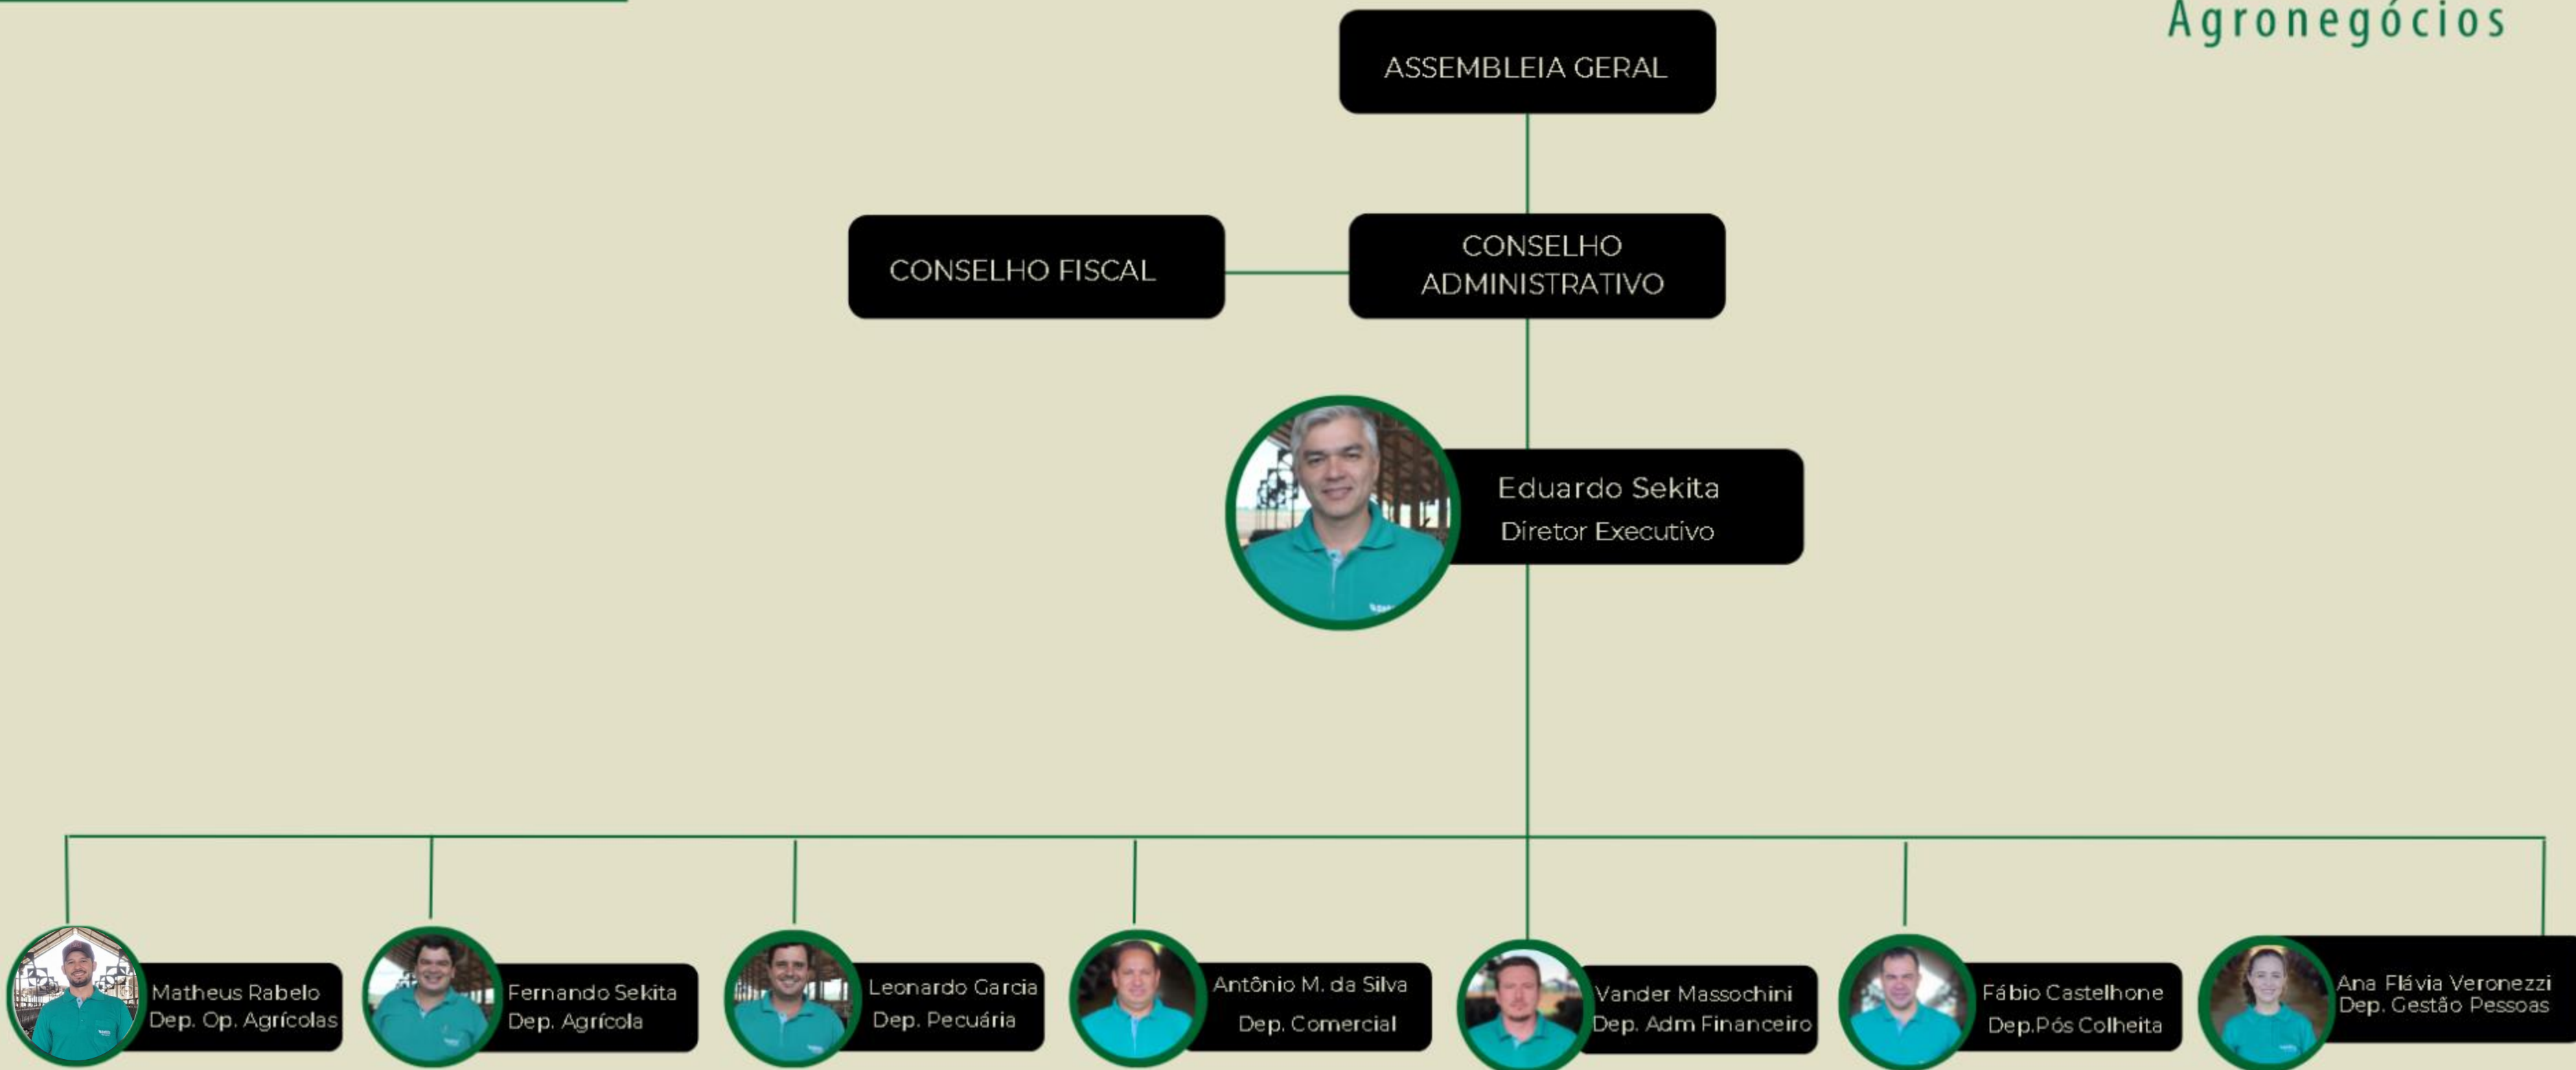 Agronegócios
ASSEMBLEIA GERAL
CONSELHO FISCAL
CONSELHO
ADMINISTRATIVO
Eduardo Sekita
Diretor Executivo
Matheus Rabelo
Dep. Op. Agrícolas
Fernando Sekita
Dep. Agrícola
Leonardo Garcia
Dep. Pecuária
Antônio M. da Silva
Dep. Comercial
Vander Massochini
Dep. Adm Financeiro
Fábio Castelhone
Dep.Pós Colheita
Ana Flávia Veronezzi
Dep. Gestão Pessoas